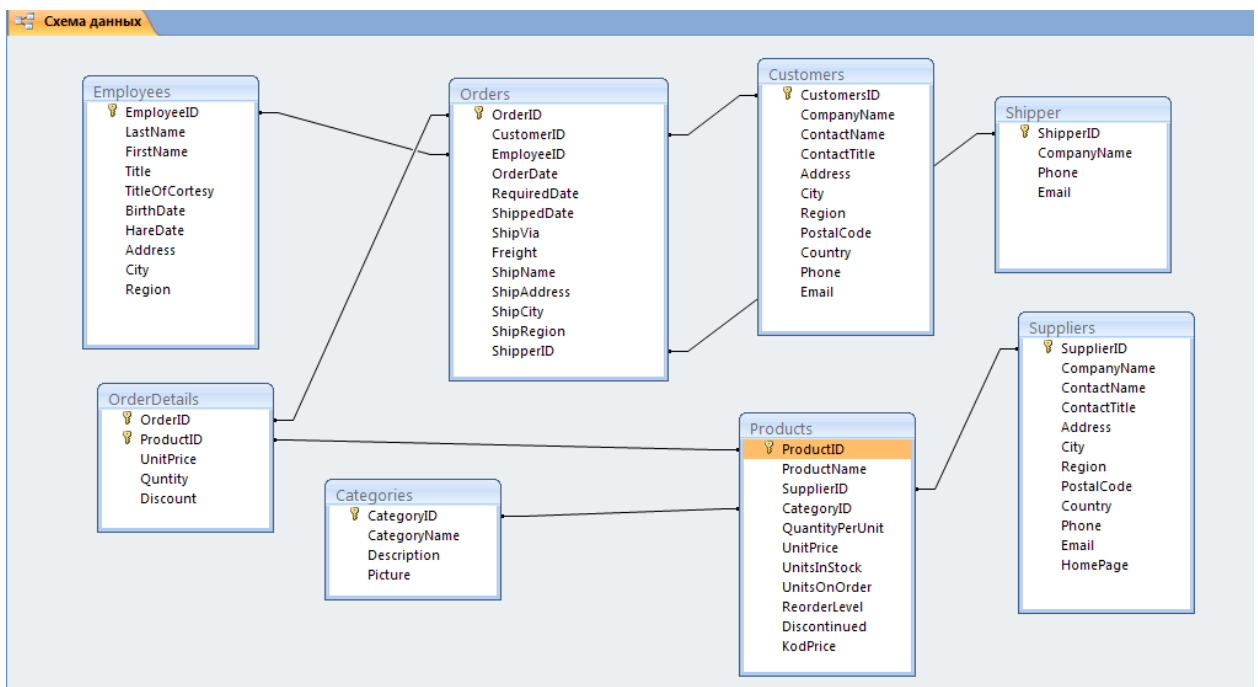 Схема данных
Employees
EmployeeID
LastName
FirstName
Title
TitleOfCortesy
BirthDate
HareDate
Address
City
Region
Orders
OrderID
CustomerID
EmployeeID
OrderDate
RequiredDate
ShippedDate
ShipVia
Freight
ShipName
ShipAddress
ShipCity
ShipRegion
ShipperID
Customers
CustomersID
CompanyName
ContactName
ContactTitle
Address
City
Region
PostalCode
Country
Phone
Email
Shipper
ShipperID
CompanyName
Phone
Email
OrderDetails
OrderID
ProductID
UnitPrice
Quntity
Discount
Categories
CategoryID
CategoryName
Description
Picture
Products
ProductID
ProductName
SupplierID
CategoryID
QuantityPerUnit
UnitPrice
UnitsInStock
UnitsOnOrder
ReorderLevel
Discontinued
KodPrice
Suppliers
SupplierID
CompanyName
ContactName
ContactTitle
Address
City
Region
PostalCode
Country
Phone
Email
HomePage